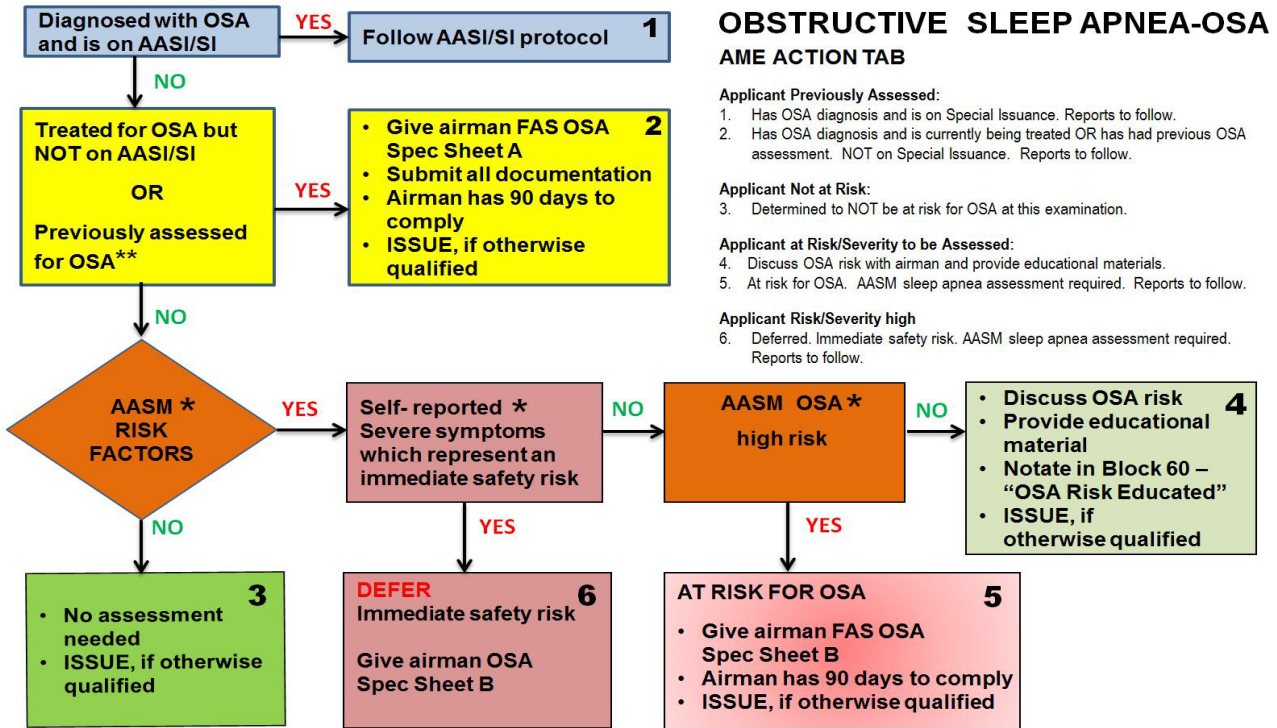 Diagnosed with OSA
and is on AASI/SI
YES
Follow AASI/SI protocol
1
NO
Treated for OSA but
NOT on AASI/SI
OR
Previously assessed
for OSA**
YES
• Give airman FAS OSA
Spec Sheet A
• Submit all documentation
• Airman has 90 days to
comply
• ISSUE, if otherwise
qualified
2
NO
OBSTRUCTIVE SLEEP APNEA-OSA
AME ACTION TAB
Applicant Previously Assessed:
1. Has OSA diagnosis and is on Special Issuance. Reports to follow.
2. Has OSA diagnosis and is currently being treated OR has had previous OSA
assessment. NOT on Special Issuance. Reports to follow.
Applicant Not at Risk:
3. Determined to NOT be at risk for OSA at this examination.
Applicant at Risk/Severity to be Assessed:
4. Discuss OSA risk with airman and provide educational materials.
5. At risk for OSA. AASM sleep apnea assessment required. Reports to follow.
Applicant Risk/Severity high
6. Deferred. Immediate safety risk. AASM sleep apnea assessment required.
Reports to follow.
AASM *
RISK
FACTORS
YES
Self- reported *
Severe symptoms
which represent an
immediate safety risk
NO
AASM OSA *
high risk
NO
• Discuss OSA risk
• Provide educational
material
• Notate in Block 60 –
“OSA Risk Educated”
• ISSUE, if
otherwise qualified
4
NO
YES
YES
• No assessment
needed
• ISSUE, if otherwise
qualified
3
DEFER
Immediate safety risk
Give airman OSA
Spec Sheet B
6
AT RISK FOR OSA
• Give airman FAS OSA
Spec Sheet B
• Airman has 90 days to comply
• ISSUE, if otherwise qualified
5